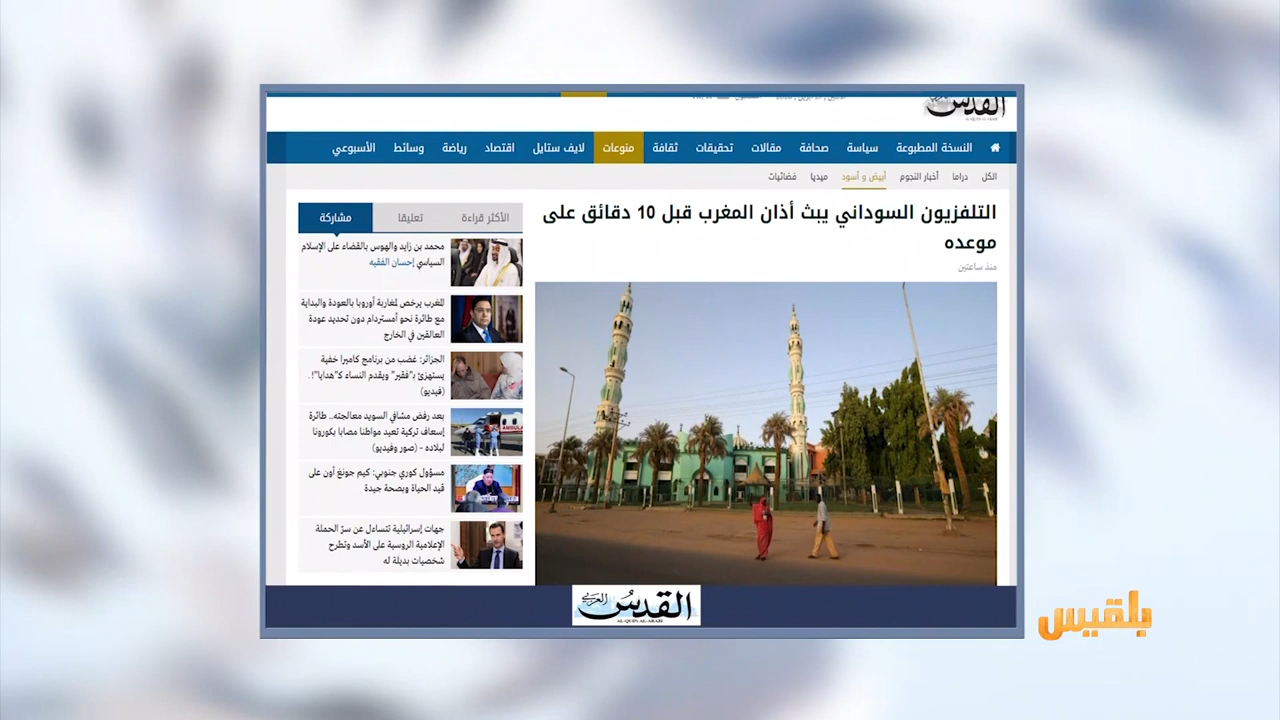 القدس
النسخة المطبوعة سياسة صحافة مقالات تحقيقات ثقافة منوعات لايف ستايل اقتصاد رياضة وسائط الأسبوعي
الكل دراما أخبار النجوم أبيض و أسود ميديا فضائيات
التلفزيون السوداني يبث أذان المغرب قبل 10 دقائق على
موعده
منذ ساعتين
الأكثر قراءة تعليقا مشاركة
محمد بن زايد والهوس بالقضاء على الإسلام
السياسي إحسان الفقيه
المغرب يرخص لمغاربة أوروبا بالعودة والبداية
مع طائرة نحو أمستردام دون تحديد عودة
العالقين في الخارج
الجزائر: غضب من برنامج كاميرا خفية
يستهزئ بـ"فقير" ويقدم النساء كـ"هدايا"! .
(فيديو)
بعد رفض مشافي السويد معالجته.. طائرة
إسعاف تركية تعيد مواطنا مصابا بكورونا
لبلاده – (صور وفيديو)
مسؤول كوري جنوبي: كيم جونغ أون على
قيد الحياة وبصحة جيدة
جهات إسرائيلية تتساءل عن سرّ الحملة
الإعلامية الروسية على الأسد وتطرح
شخصيات بديلة له
القدس العربي
AL-QUDS AL-ARABI
بلقيس